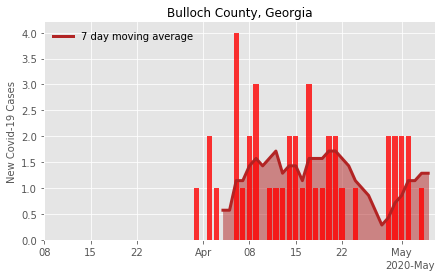 Bulloch County, Georgia
7 day moving average
New Covid-19 Cases
4.0
3.5
3.0
2.5
2.0
1.5
1.0
0.5
0.0
08 15 22 Apr 08 15 22 May
2020-May